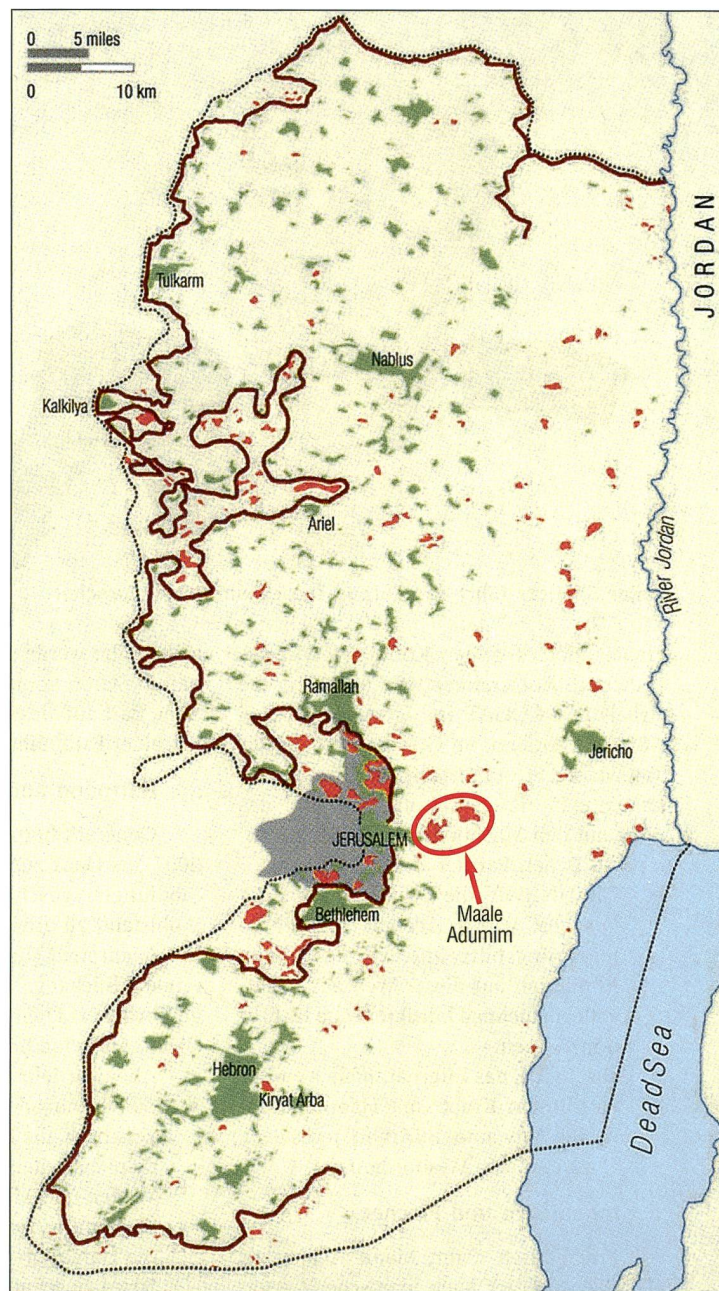 0 5 miles
0 10 km
JORDAN
Tulkarm
Nablus
Kalkilya
Ariel
River Jordan
Ramallah
Jericho
JERUSALEM
Maale
Adumim
Bethlehem
Hebron
Kiryat Arba
Dead Sea